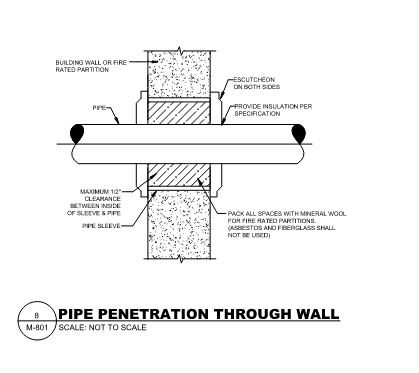 BUILDING WALL OR FIRE
RATED PARTITION
ESCUTCHEON
ON BOTH SIDES
PIPE
PROVIDE INSULATION PER
SPECIFICATION
MAXIMUM 1/2"
CLEARANCE
BETWEEN INSIDE
OF SLEEVE & PIPE
PIPE SLEEVE
PACK ALL SPACES WITH MINERAL WOOL
FOR FIRE RATED PARTITIONS.
(ASBESTOS AND FIBERGLASS SHALL
NOT BE USED)
8
M-801
PIPE PENETRATION THROUGH WALL
SCALE: NOT TO SCALE